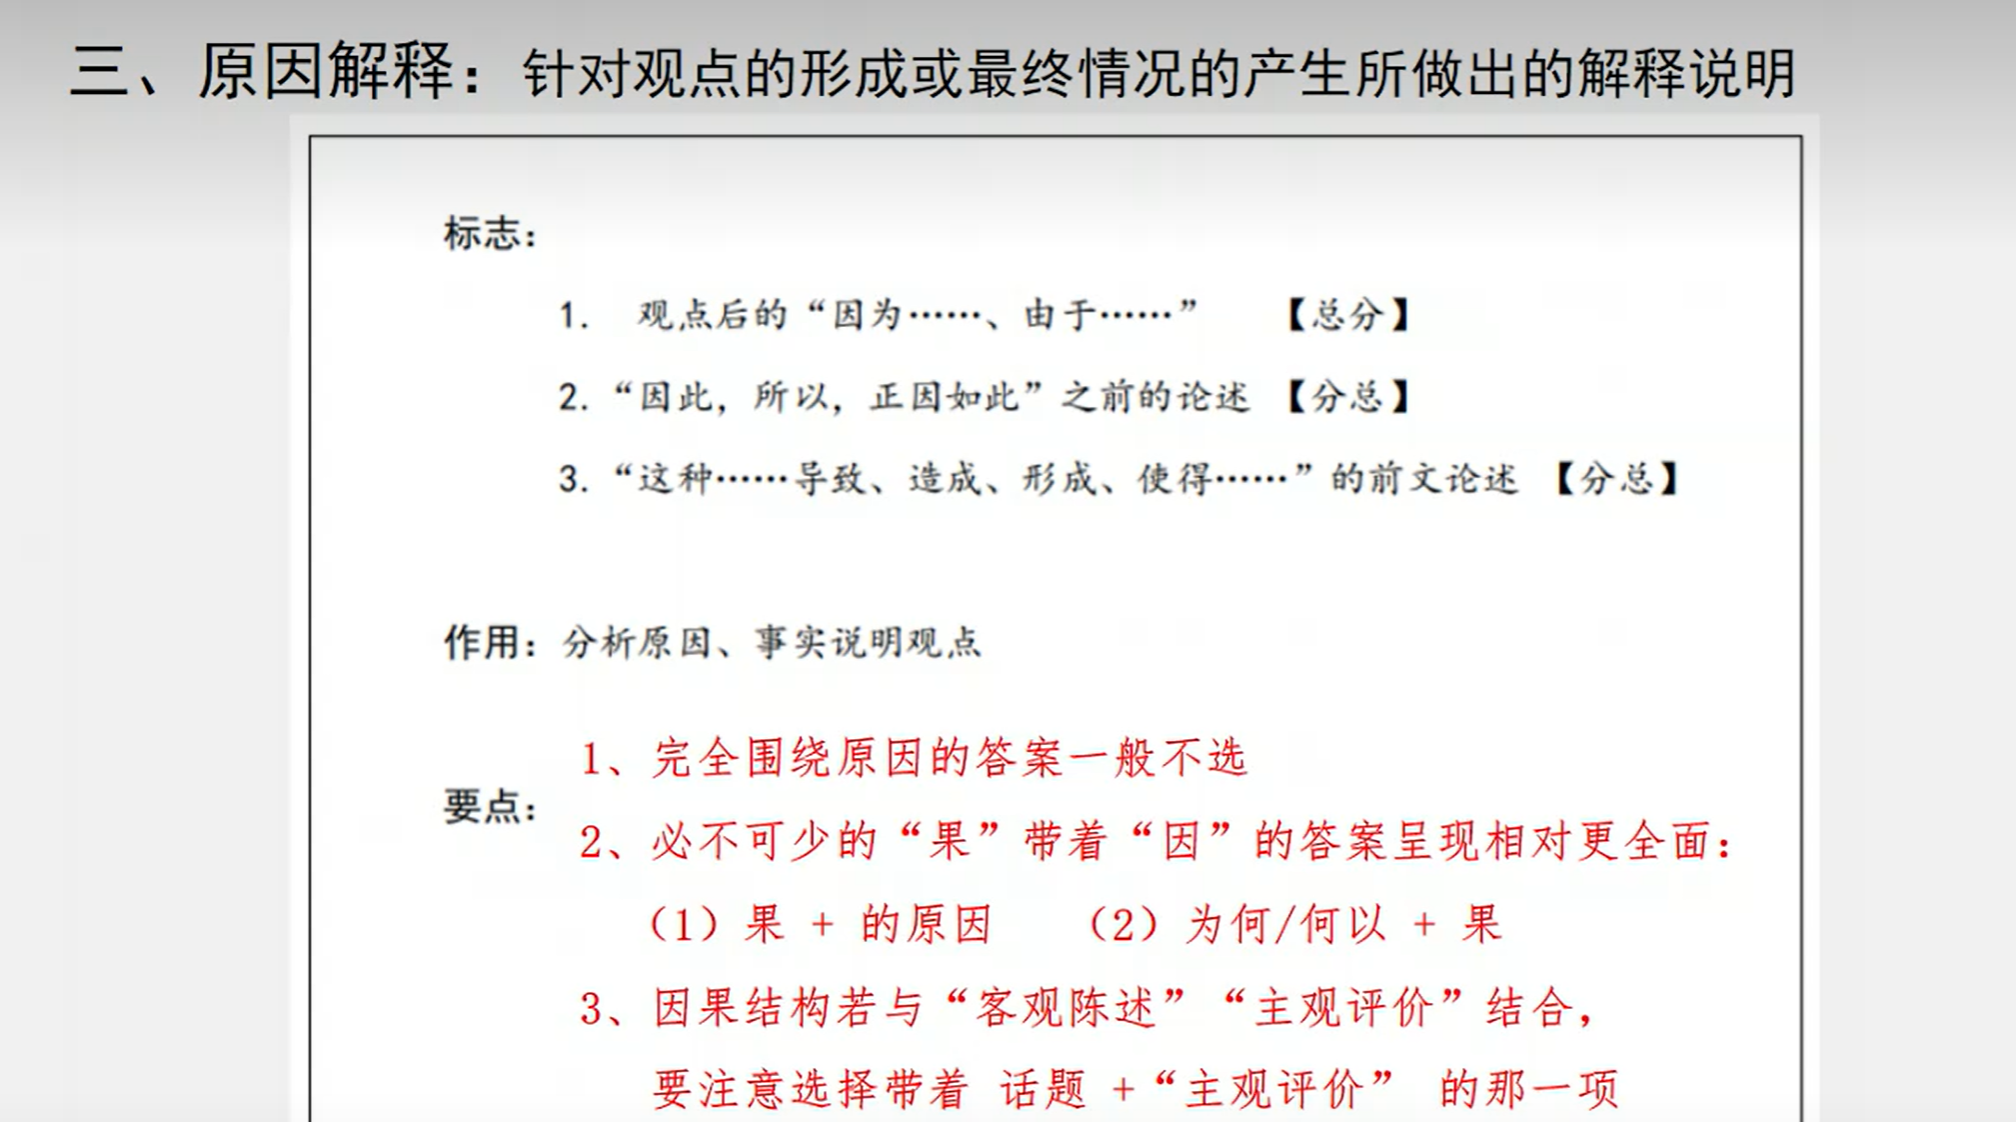 三、原因解释：针对观点的形成或最终情况的产生所做出的解释说明
标志：
1. 观点后的“因为……、由于……” 【总分】
2. “因此，所以，正因如此”之前的论述 【分总】
3. “这种……导致、造成、形成、使得……”的前文论述 【分总】
作用：分析原因、事实说明观点
要点：
1、完全围绕原因的答案一般不选
2、必不可少的“果”带着“因”的答案呈现相对更全面：
（1）果 + 的原因 （2）为何/何以 + 果
3、因果结构若与“客观陈述”“主观评价”结合，
要注意选择带着 话题 +“主观评价” 的那一项